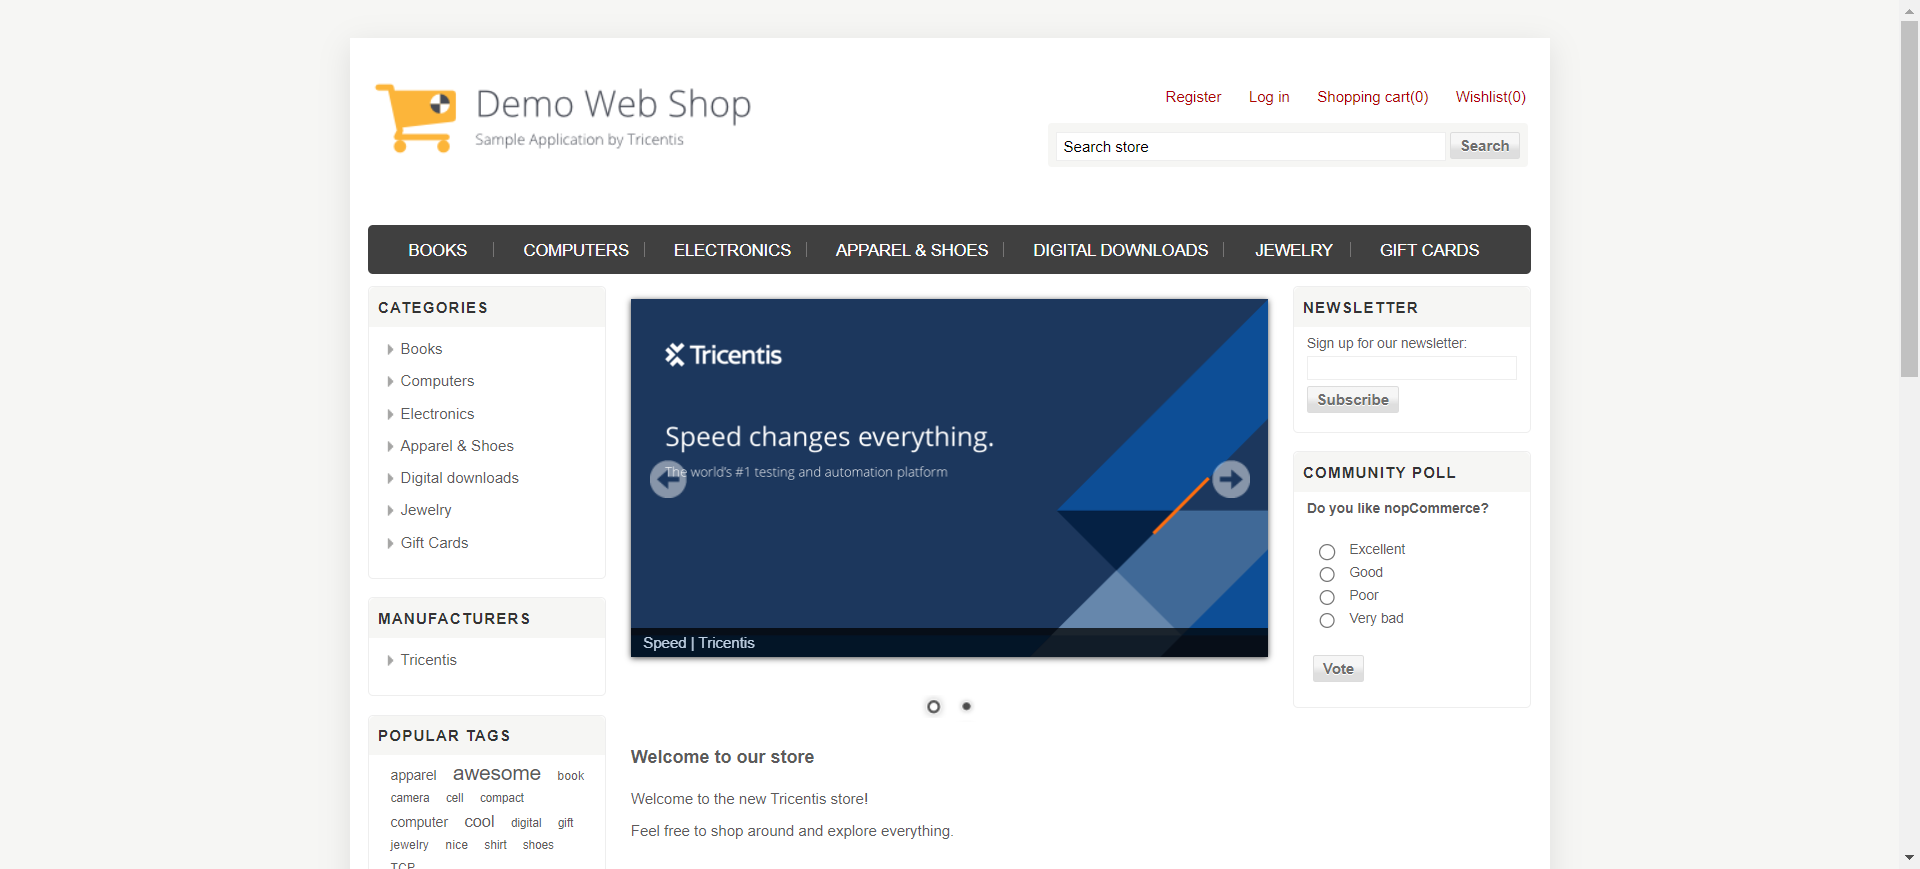 Demo Web Shop
Sample Application by Tricentis
Register Log in Shopping cart(0) Wishlist(0)
Search store Search
BOOKS COMPUTERS ELECTRONICS APPAREL & SHOES DIGITAL DOWNLOADS JEWELRY GIFT CARDS
CATEGORIES
Books
Computers
Electronics
Apparel & Shoes
Digital downloads
Jewelry
Gift Cards
MANUFACTURERS
Tricentis
POPULAR TAGS
apparel awesome book
camera cell compact
computer cool digital gift
jewelry nice shirt shoes
TCP
Tricentis
Speed changes everything.
The world's #1 testing and automation platform
Speed | Tricentis
Welcome to our store
Welcome to the new Tricentis store!
Feel free to shop around and explore everything.
NEWSLETTER
Sign up for our newsletter:
Subscribe
COMMUNITY POLL
Do you like nopCommerce?
Excellent
Good
Poor
Very bad
Vote